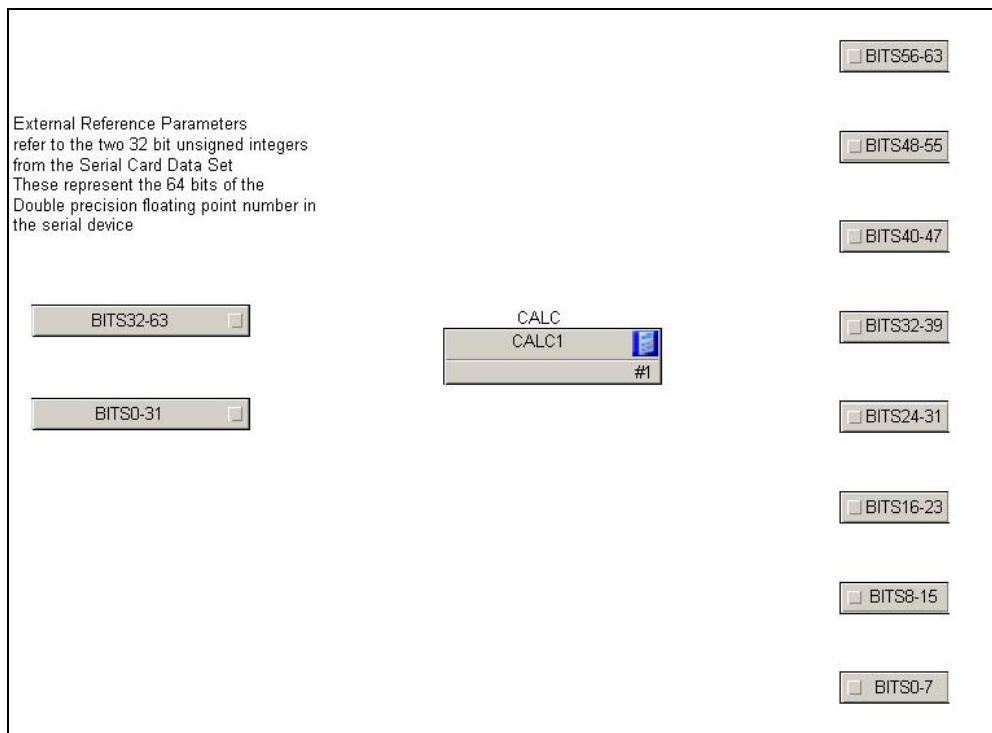 External Reference Parameters
refer to the two 32 bit unsigned integers
from the Serial Card Data Set
These represent the 64 bits of the
Double precision floating point number in
the serial device
BITS32-63
BITS0-31
CALC
CALC1
#1
BITS56-63
BITS48-55
BITS40-47
BITS32-39
BITS24-31
BITS16-23
BITS8-15
BITS0-7